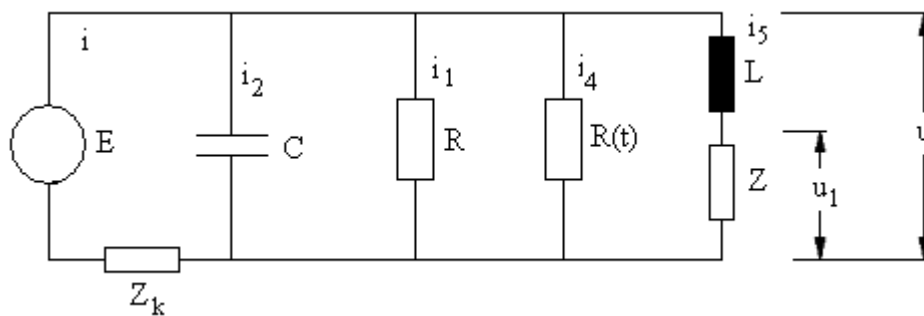 i
i₂
i₁
i₄
i₅
L
E
C
R
R(t)
Z
u₁
u
Zₖ